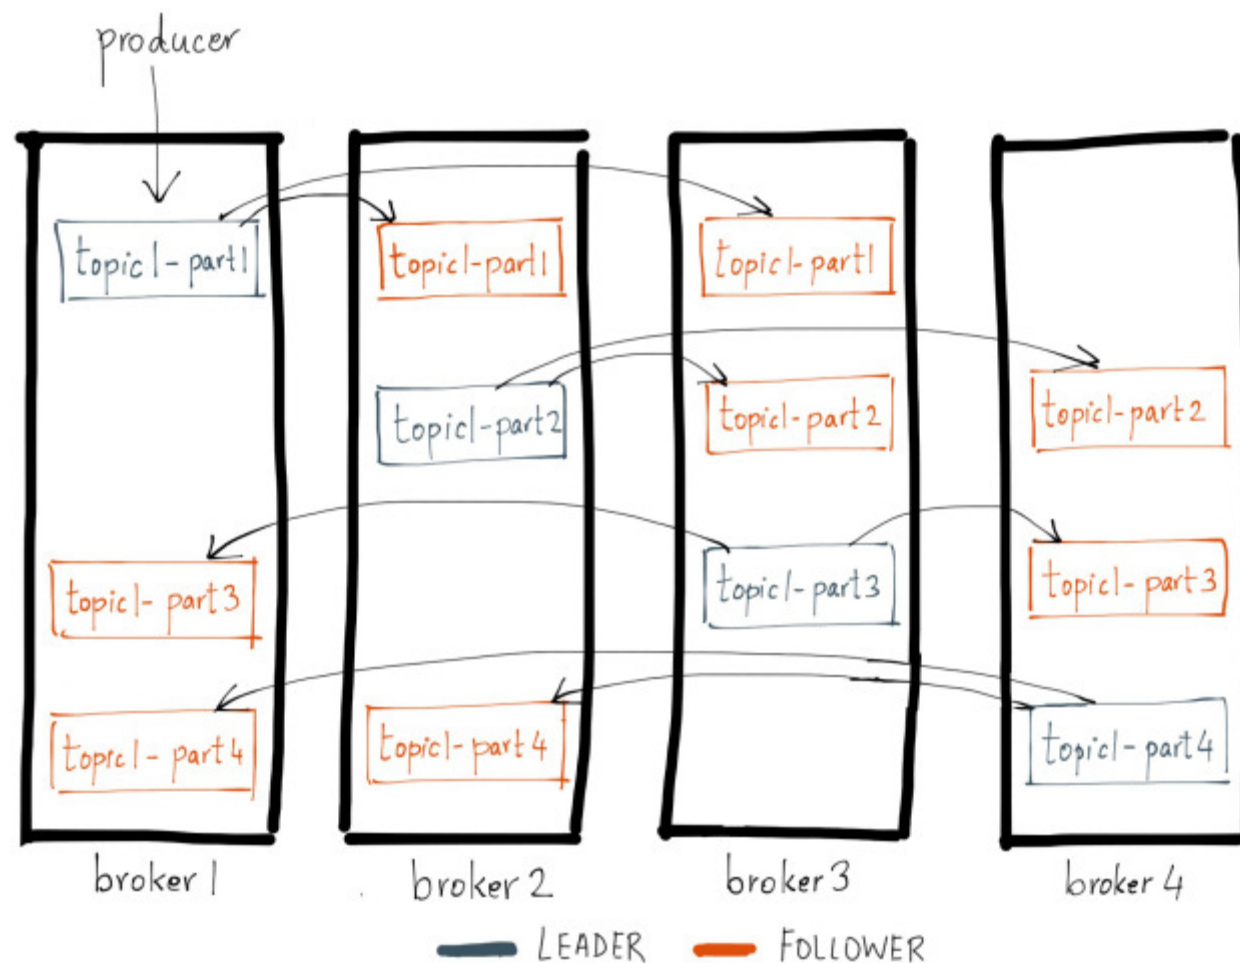 producer
topic1-part1
topic1-part1
topic1-part1
topic1-part2
topic1-part2
topic1-part2
topic1-part3
topic1-part3
topic1-part3
topic1-part4
topic1-part4
topic1-part4
broker 1
broker 2
broker 3
broker 4
LEADER
FOLLOWER